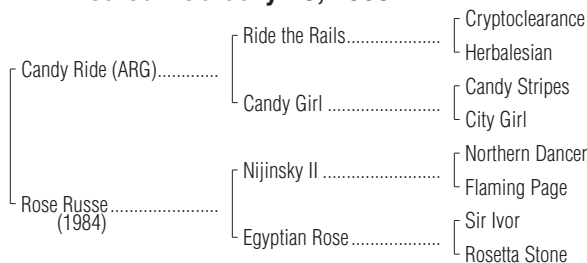 Cryptoclearance
Ride the Rails
Herbalesian
Candy Ride (ARG)
Candy Stripes
Candy Girl
City Girl
Northern Dancer
Nijinsky II
Flaming Page
Rose Russe
(1984)
Sir Ivor
Egyptian Rose
Rosetta Stone